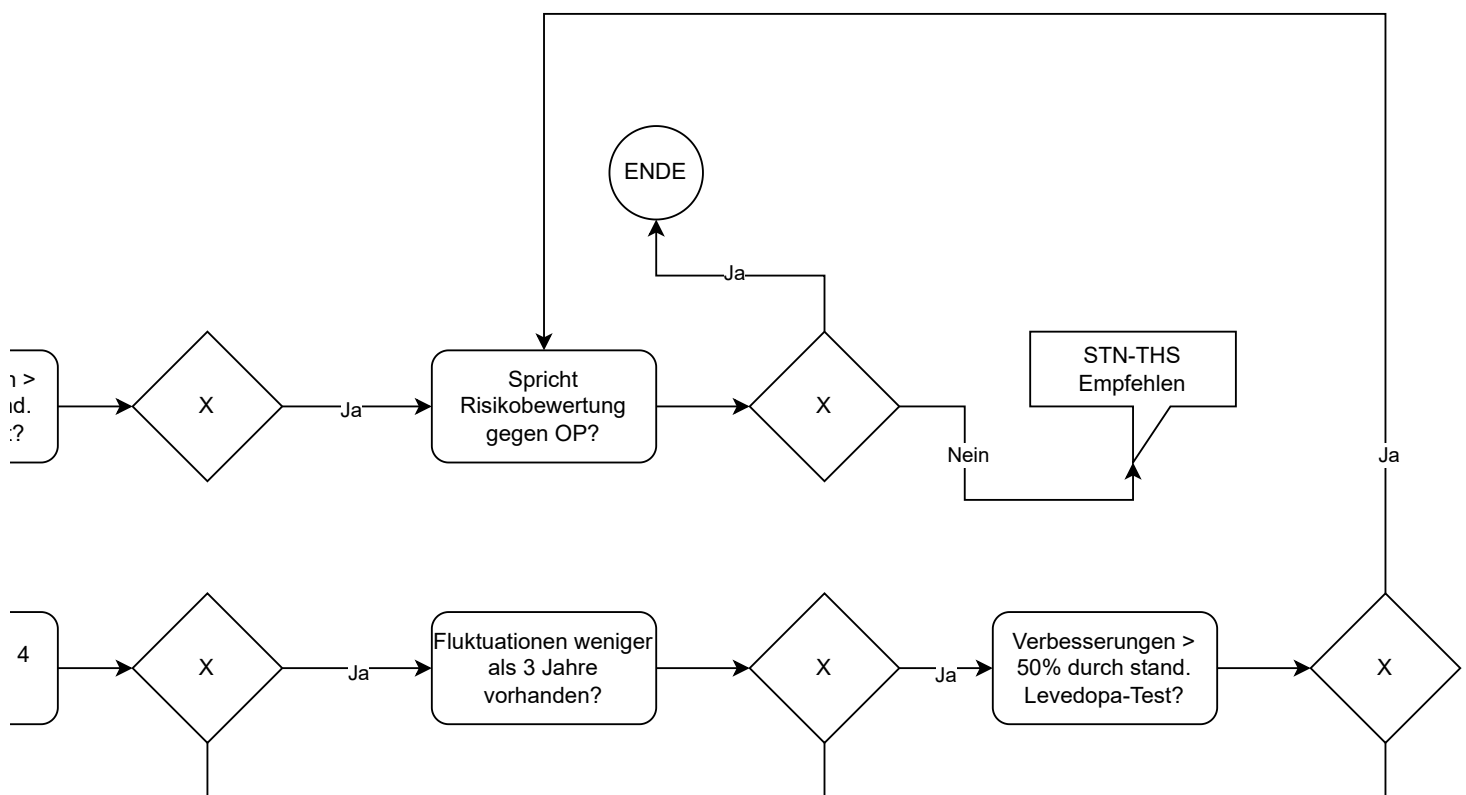 ENDE
Ja
n >
nd.
t?
X
Ja
Spricht
Risikobewertung
gegen OP?
X
Nein
STN-THS
Empfehlen
Ja
4
X
Ja
Fluktuationen weniger
als 3 Jahre
vorhanden?
X
Ja
Verbesserungen >
50% durch stand.
Levedopa-Test?
X